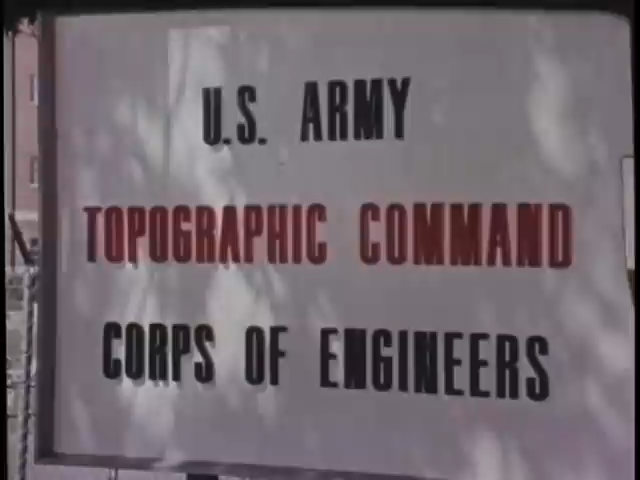 U.S. ARMY
TOPOGRAPHIC COMMAND
CORPS OF ENGINEERS